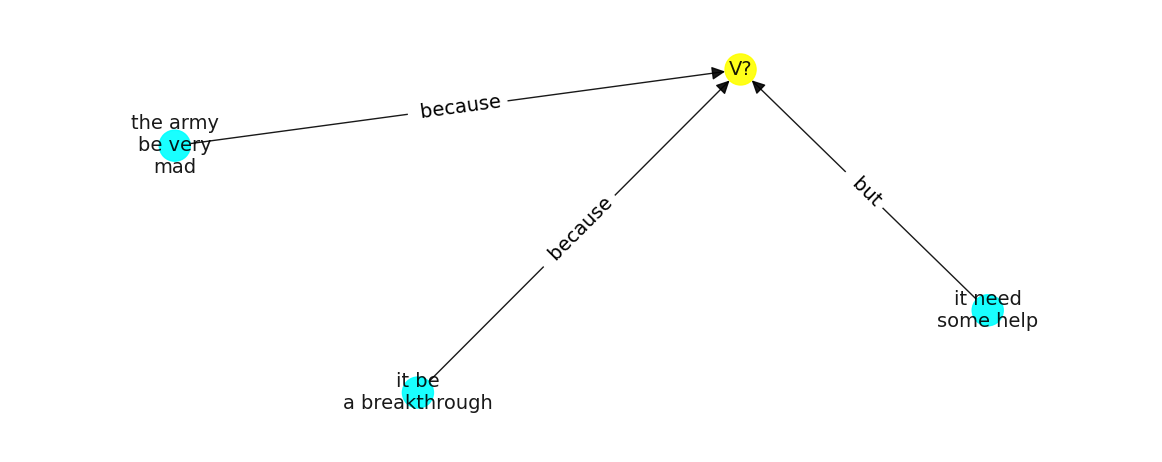 V?
because
the army
be very
mad
because
but
it need
some help
it be
a breakthrough